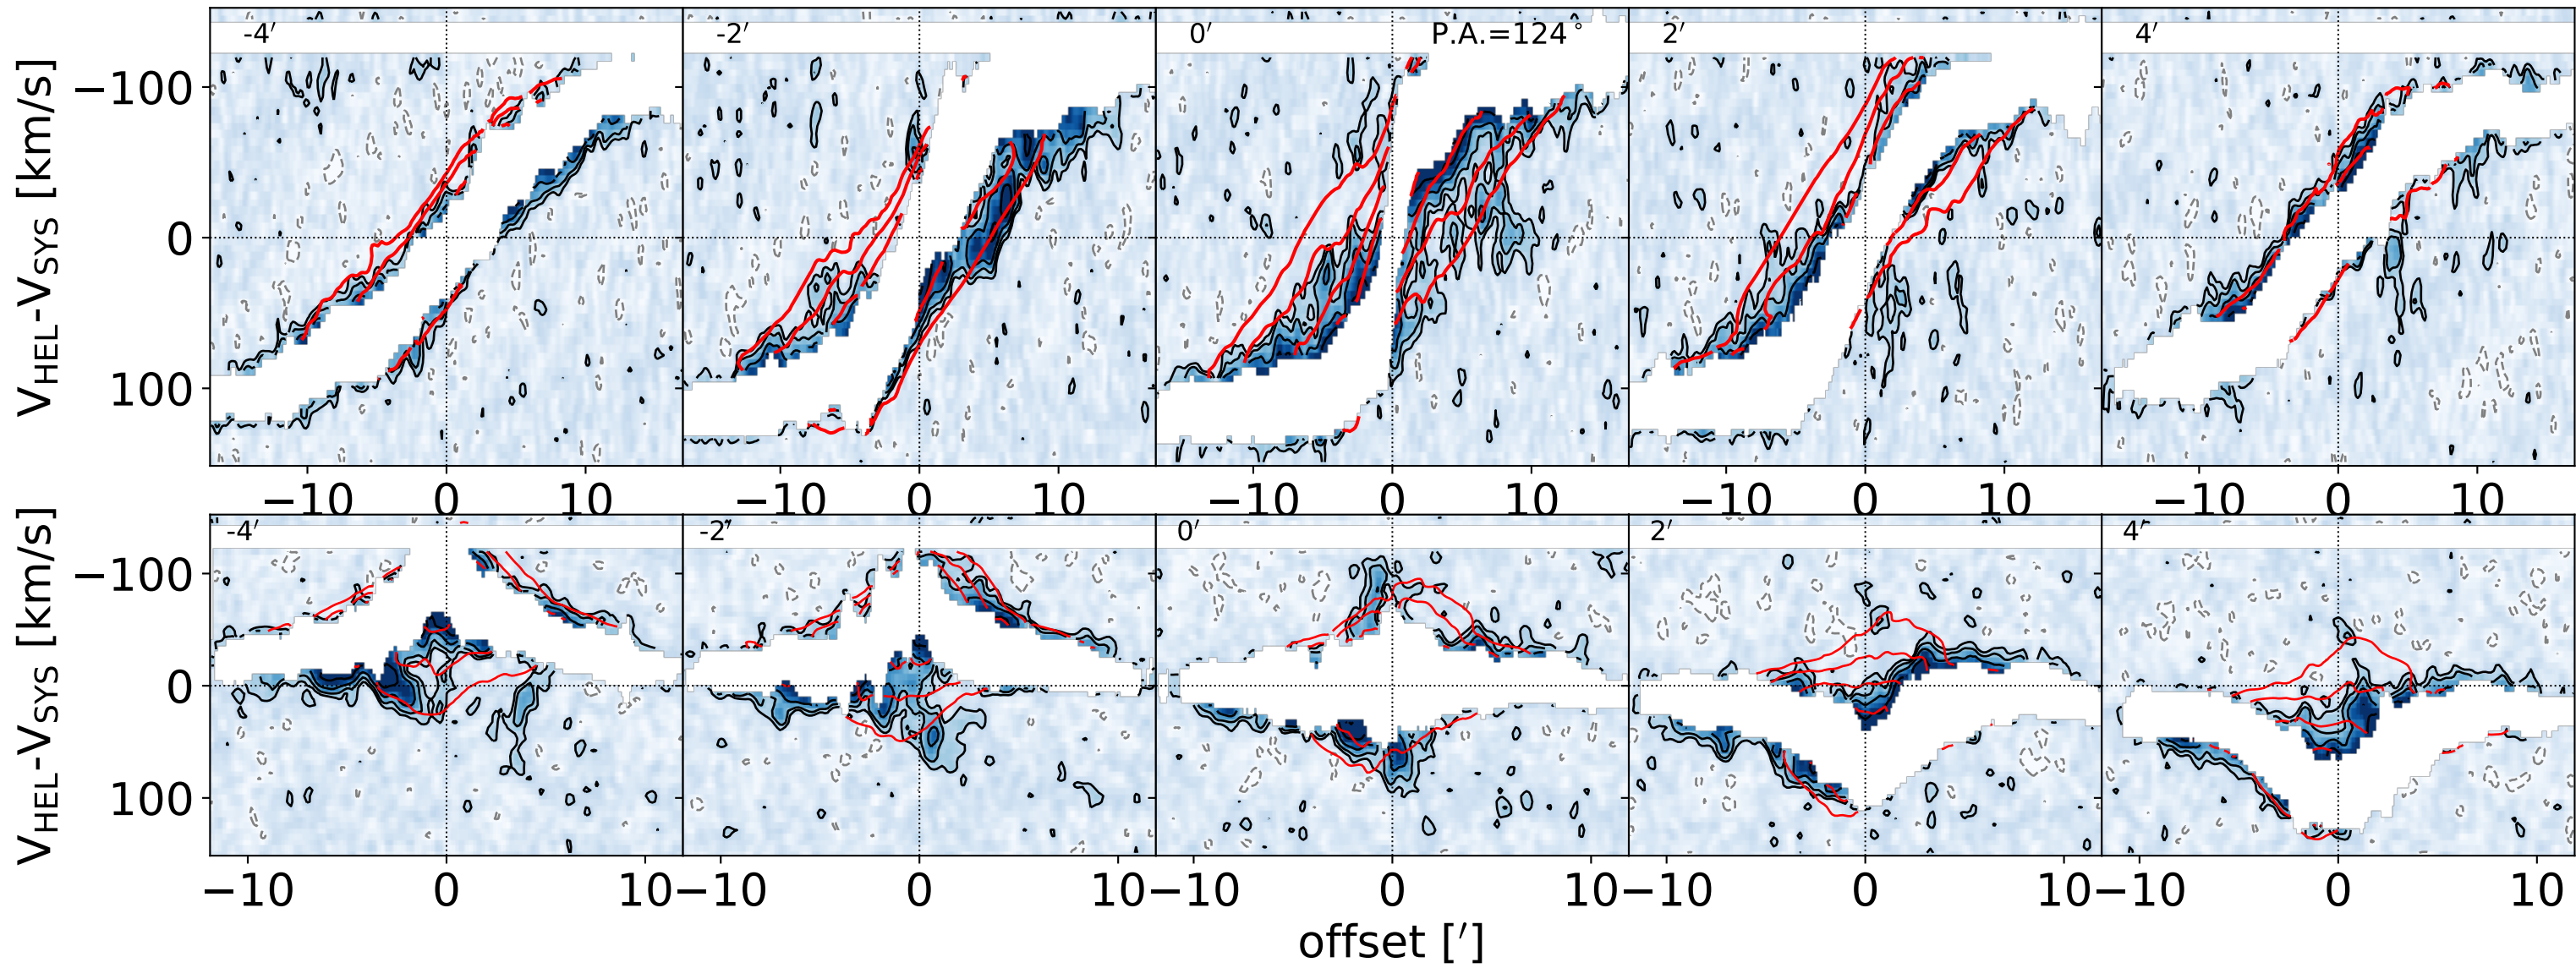 -4′ -2′ 0′ P.A.=124° 2′ 4′
V_HEL-V_SYS [km/s]
−100
0
100
−10 0 10 −10 0 10 −10 0 10 −10 0 10 −10 0 10
-4′ -2′ 0′ 2′ 4′
V_HEL-V_SYS [km/s]
−100
0
100
−10 0 10 −10 0 10 −10 0 10 −10 0 10 −10 0 10
offset [′]